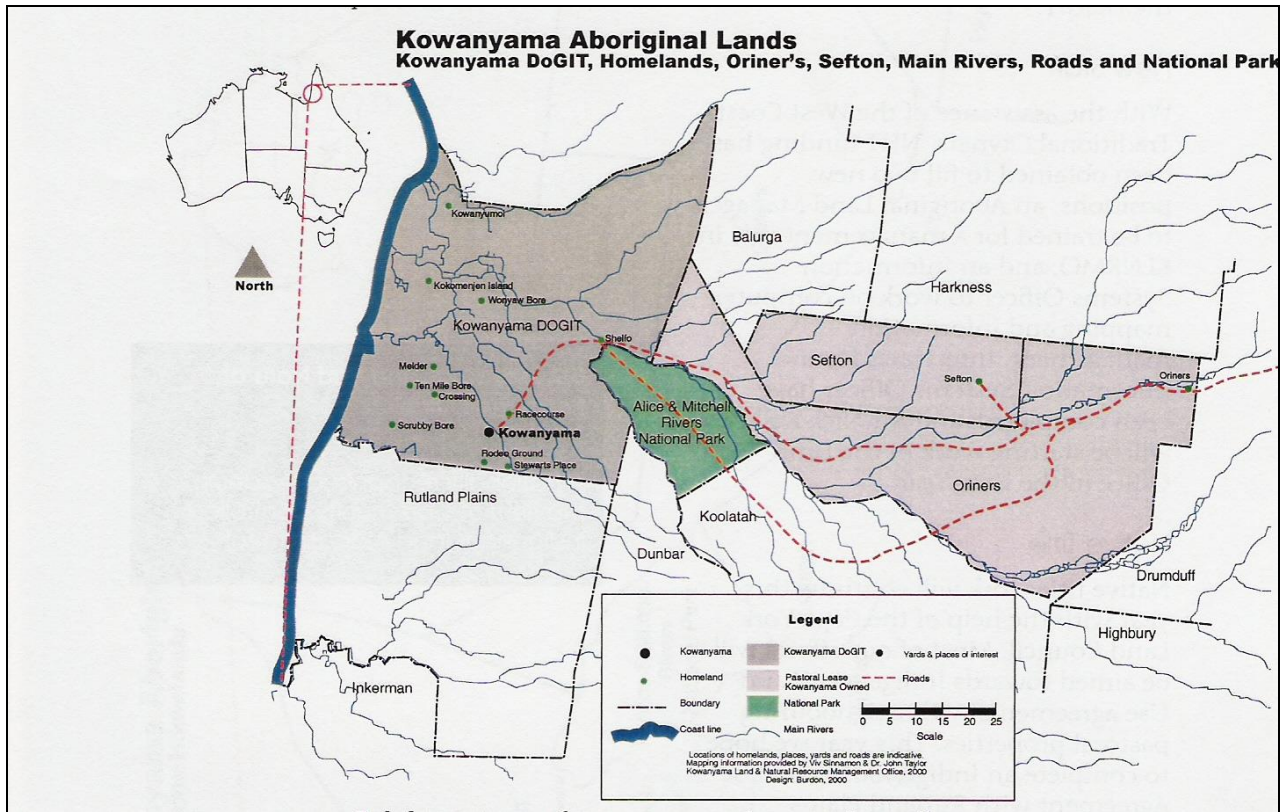 Kowanyama Aboriginal Lands
Kowanyama DoGIT, Homelands, Oriner's, Sefton, Main Rivers, Roads and National Park
North
Kowanyumol
Balurga
Kokomenjen Island
Wonyaw Bore
Harkness
Kowanyama DOGIT
Shelfo
Sefton
Sefton
Oriners
Melder
Ten Mile Bore
Crossing
Alice & Mitchell
Rivers
National Park
Racecourse
Scrubby Bore
Kowanyama
Rodeo Ground
Stewarts Place
Rutland Plains
Oriners
Koolatah
Dunbar
Drumduff
Highbury
Inkerman
Legend
Kowanyama
Kowanyama DoGIT
Yards & places of interest
Homeland
Pastoral Lease
Kowanyama Owned
Roads
Boundary
National Park
0 5 10 15 20 25
Scale
Coast line
Main Rivers
Locations of homelands, places, yards and roads are indicative.
Mapping information provided by Viv Sinnamon & Dr. John Taylor
Kowanyama Land & Natural Resource Management Office, 2000
Design: Burdon, 2000